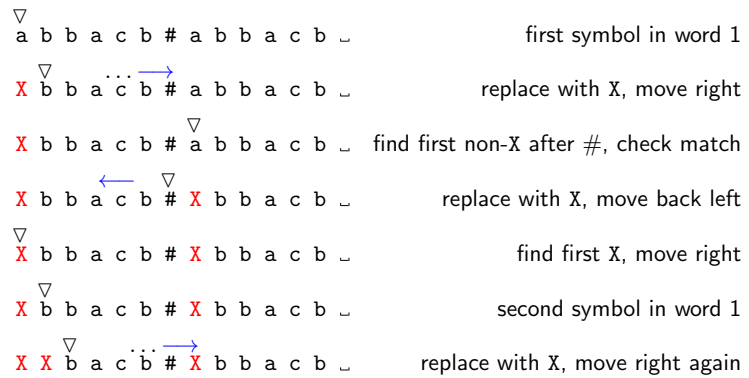 ▽
a b b a c b # a b b a c b ␣ first symbol in word 1
▽ ... ⟶
X b b a c b # a b b a c b ␣ replace with X, move right
▽
X b b a c b # a b b a c b ␣ find first non-X after #, check match
⟵ ▽
X b b a c b # X b b a c b ␣ replace with X, move back left
▽
X b b a c b # X b b a c b ␣ find first X, move right
▽
X b b a c b # X b b a c b ␣ second symbol in word 1
▽ ... ⟶
X X b a c b # X b b a c b ␣ replace with X, move right again